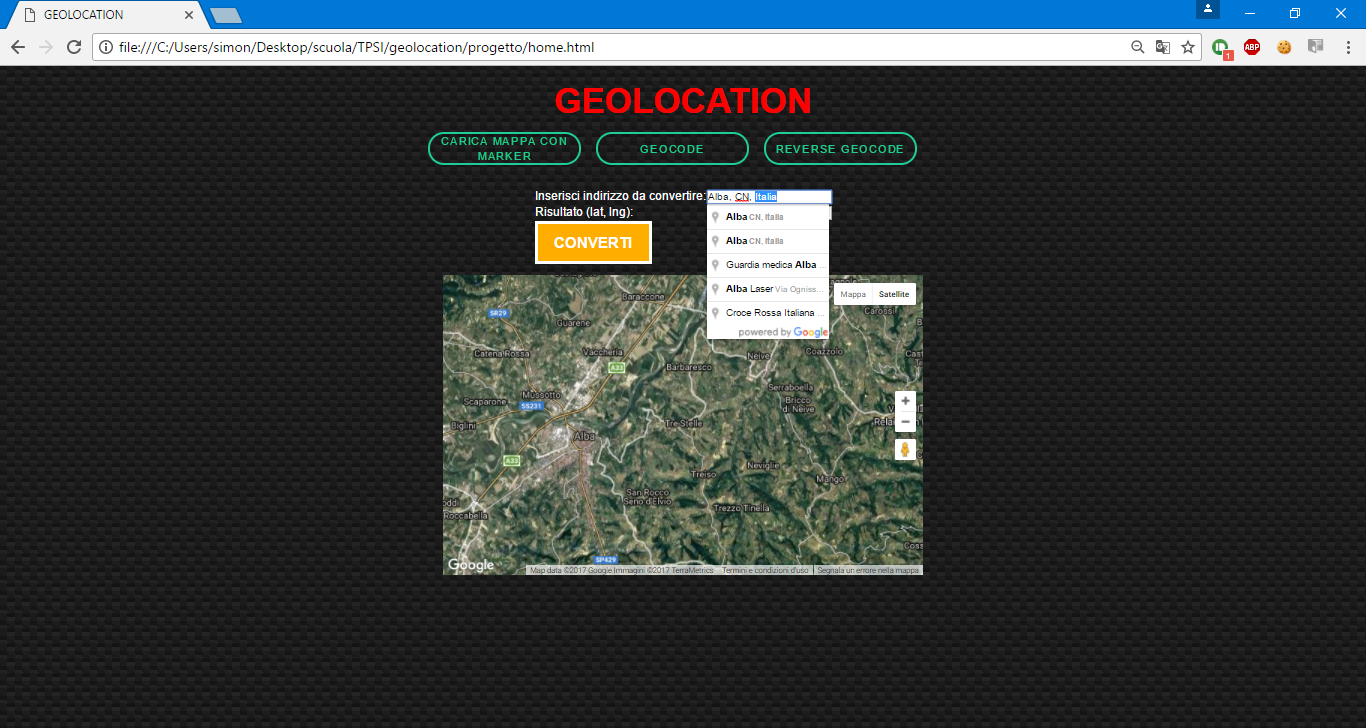 GEOLOCATION
file:///C:/Users/simon/Desktop/scuola/TPSI/geolocation/progetto/home.html
ABP
1
GEOLOCATION
CARICA MAPPA CON
MARKER
GEOCODE
REVERSE GEOCODE
Inserisci indirizzo da convertire:
Alba, CN, Italia
Risultato (lat, lng):
CONVERTI
Alba CN, Italia
Alba CN, Italia
Guardia medica Alba ...
Alba Laser Via Ogniss...
Croce Rossa Italiana ...
powered by Google
Mappa
Satellite
Baraccone
Carossi
SR29
Guarene
Catena Rossa
Vaccheria
Neive
Coazzolo
A33
Barbaresco
Serraboella
Mussotto
Scaparone
SS231
Bricco
di Neive
Biglini
Alba
Tre Stelle
A33
Treiso
Neviglie
Mango
San Rocco
Seno d'Elvio
Trezzo Tinella
Roccabella
SP429
Google
Map data ©2017 Google Immagini ©2017 TerraMetrics
Termini e condizioni d'uso
Segnala un errore nella mappa